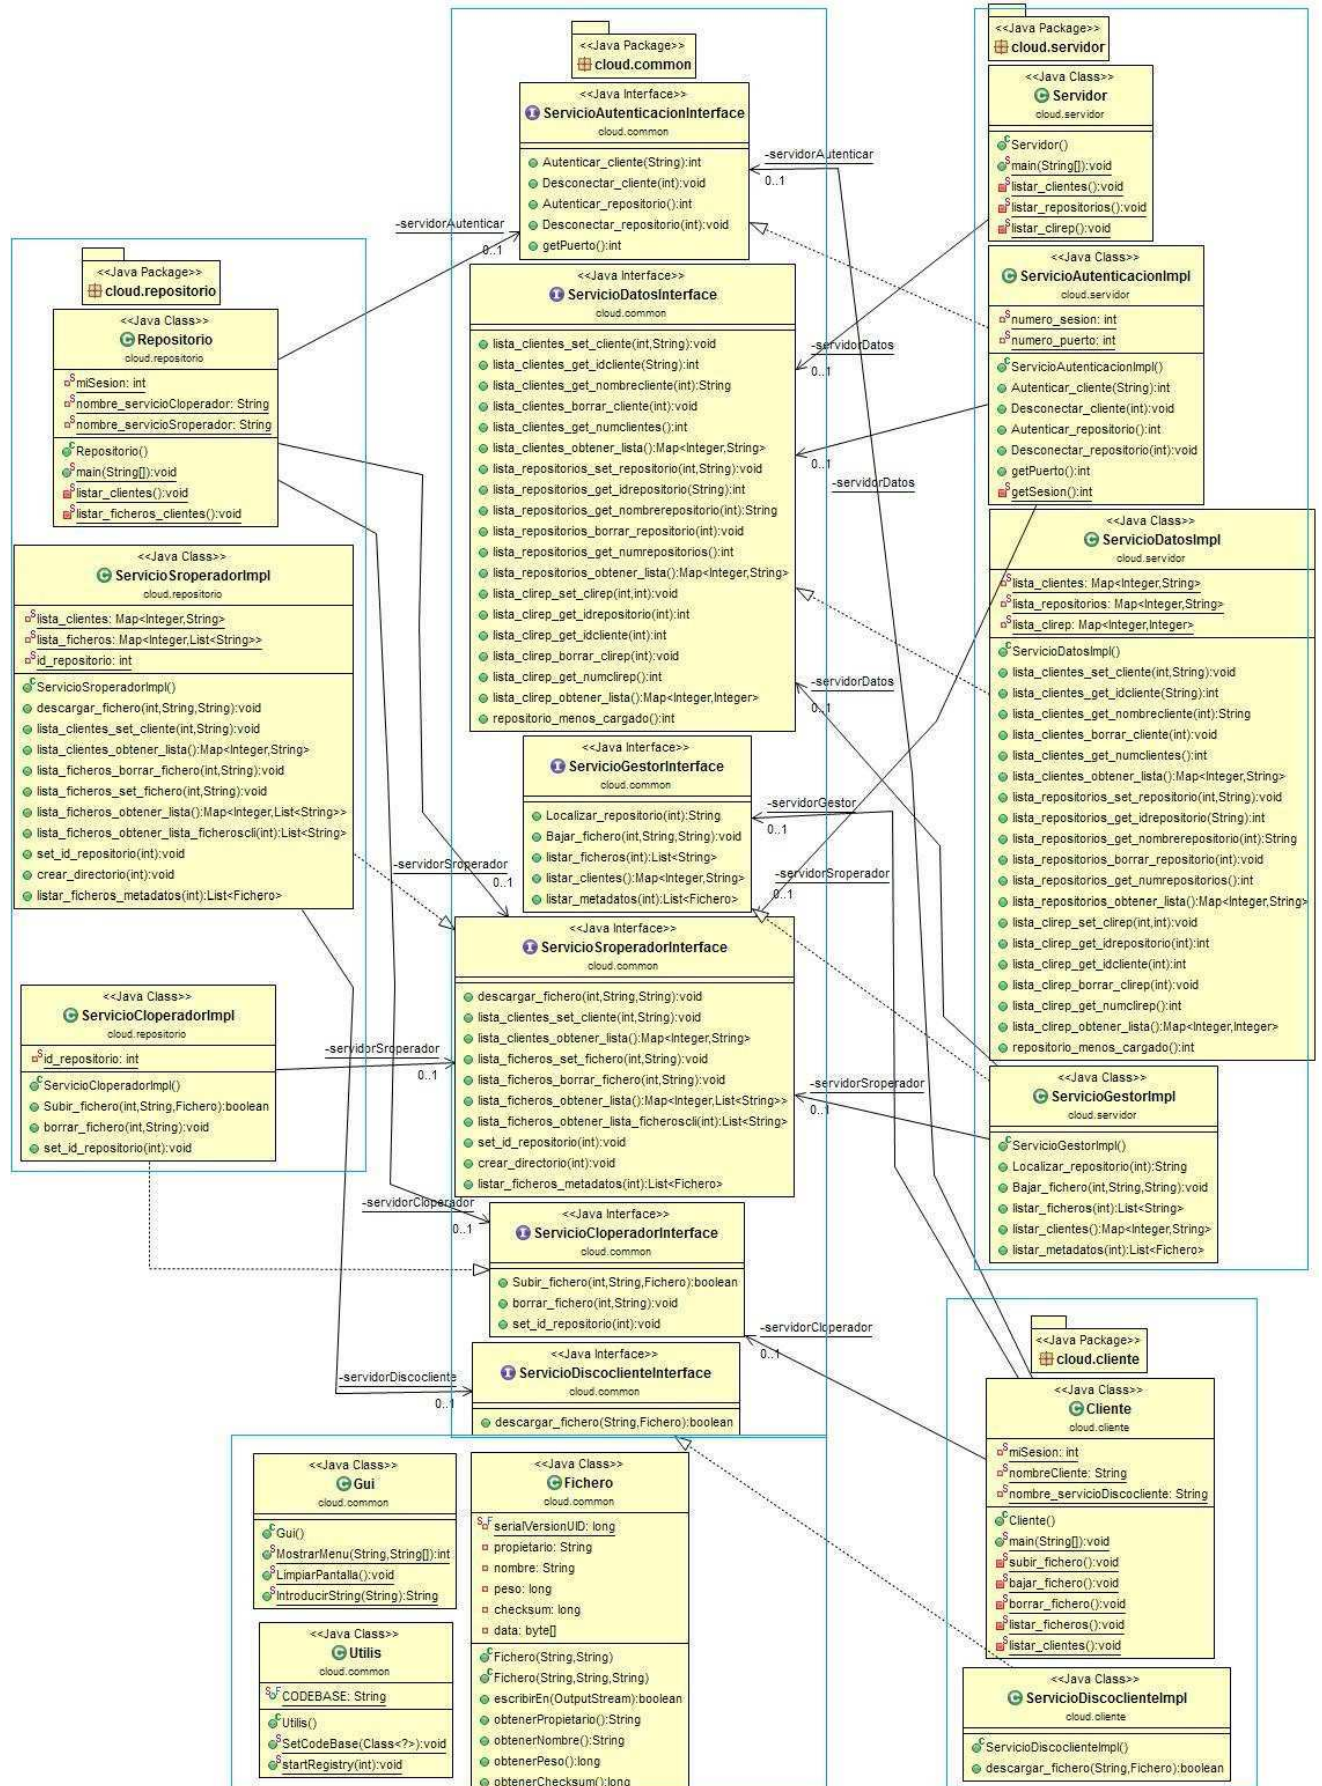 <<Java Package>>
cloud.common
<<Java Interface>>
ServicioAutenticacionInterface
cloud.common
Autenticar_cliente(String):int
Desconectar_cliente(int):void
Autenticar_repositorio():int
Desconectar_repositorio(int):void
getPuerto():int
<<Java Interface>>
ServicioDatosInterface
cloud.common
lista_clientes_set_cliente(int,String):void
lista_clientes_get_idcliente(String):int
lista_clientes_get_nombrecliente(int):String
lista_clientes_borrar_cliente(int):void
lista_clientes_get_numclientes():int
lista_clientes_obtener_lista():Map<Integer,String>
lista_repositorios_set_repositorio(int,String):void
lista_repositorios_get_idrepositorio(String):int
lista_repositorios_get_nombrerepositorio(int):String
lista_repositorios_borrar_repositorio(int):void
lista_repositorios_get_numrepositorios():int
lista_repositorios_obtener_lista():Map<Integer,String>
lista_clirep_set_clirep(int,int):void
lista_clirep_get_idrepositorio(int):int
lista_clirep_get_idcliente(int):int
lista_clirep_borrar_clirep(int):void
lista_clirep_get_numclirep():int
lista_clirep_obtener_lista():Map<Integer,Integer>
repositorio_menos_cargado():int
<<Java Interface>>
ServicioGestorInterface
cloud.common
Localizar_repositorio(int):String
Bajar_fichero(int,String,String):void
listar_ficheros(int):List<String>
listar_clientes():Map<Integer,String>
listar_metadatos(int):List<Fichero>
<<Java Interface>>
ServicioSroperadorInterface
cloud.common
descargar_fichero(int,String,String):void
lista_clientes_set_cliente(int,String):void
lista_clientes_obtener_lista():Map<Integer,String>
lista_ficheros_set_fichero(int,String):void
lista_ficheros_borrar_fichero(int,String):void
lista_ficheros_obtener_lista():Map<Integer,List<String>>
lista_ficheros_obtener_lista_ficheroscli(int):List<String>
set_id_repositorio(int):void
crear_directorio(int):void
listar_ficheros_metadatos(int):List<Fichero>
<<Java Interface>>
ServicioCloperadorInterface
cloud.common
Subir_fichero(int,String,Fichero):boolean
borrar_fichero(int,String):void
set_id_repositorio(int):void
<<Java Interface>>
ServicioDiscoclienteInterface
cloud.common
descargar_fichero(String,Fichero):boolean
<<Java Package>>
cloud.servidor
<<Java Class>>
Servidor
cloud.servidor
Servidor()
main(String[]):void
listar_clientes():void
listar_repositorios():void
listar_clirep():void
<<Java Class>>
ServicioAutenticacionImpl
cloud.servidor
numero_sesion: int
numero_puerto: int
ServicioAutenticacionImpl()
Autenticar_cliente(String):int
Desconectar_cliente(int):void
Autenticar_repositorio():int
Desconectar_repositorio(int):void
getPuerto():int
getSesion():int
<<Java Class>>
ServicioDatosImpl
cloud.servidor
lista_clientes: Map<Integer,String>
lista_repositorios: Map<Integer,String>
lista_clirep: Map<Integer,Integer>
ServicioDatosImpl()
lista_clientes_set_cliente(int,String):void
lista_clientes_get_idcliente(String):int
lista_clientes_get_nombrecliente(int):String
lista_clientes_borrar_cliente(int):void
lista_clientes_get_numclientes():int
lista_clientes_obtener_lista():Map<Integer,String>
lista_repositorios_set_repositorio(int,String):void
lista_repositorios_get_idrepositorio(String):int
lista_repositorios_get_nombrerepositorio(int):String
lista_repositorios_borrar_repositorio(int):void
lista_repositorios_get_numrepositorios():int
lista_repositorios_obtener_lista():Map<Integer,String>
lista_clirep_set_clirep(int,int):void
lista_clirep_get_idrepositorio(int):int
lista_clirep_get_idcliente(int):int
lista_clirep_borrar_clirep(int):void
lista_clirep_get_numclirep():int
lista_clirep_obtener_lista():Map<Integer,Integer>
repositorio_menos_cargado():int
<<Java Class>>
ServicioGestorImpl
cloud.servidor
ServicioGestorImpl()
Localizar_repositorio(int):String
Bajar_fichero(int,String,String):void
listar_ficheros(int):List<String>
listar_clientes():Map<Integer,String>
listar_metadatos(int):List<Fichero>
<<Java Package>>
cloud.repositorio
<<Java Class>>
Repositorio
cloud.repositorio
miSesion: int
nombre_servicioCloperador: String
nombre_servicioSroperador: String
Repositorio()
main(String[]):void
listar_clientes():void
listar_ficheros_clientes():void
<<Java Class>>
ServicioSroperadorImpl
cloud.repositorio
lista_clientes: Map<Integer,String>
lista_ficheros: Map<Integer,List<String>>
id_repositorio: int
ServicioSroperadorImpl()
descargar_fichero(int,String,String):void
lista_clientes_set_cliente(int,String):void
lista_clientes_obtener_lista():Map<Integer,String>
lista_ficheros_borrar_fichero(int,String):void
lista_ficheros_set_fichero(int,String):void
lista_ficheros_obtener_lista():Map<Integer,List<String>>
lista_ficheros_obtener_lista_ficheroscli(int):List<String>
set_id_repositorio(int):void
crear_directorio(int):void
listar_ficheros_metadatos(int):List<Fichero>
<<Java Class>>
ServicioCloperadorImpl
cloud.repositorio
id_repositorio: int
ServicioCloperadorImpl()
Subir_fichero(int,String,Fichero):boolean
borrar_fichero(int,String):void
set_id_repositorio(int):void
-servidorAutenticar
0..1
-servidorAutenticar
0..1
-servidorDatos
0..1
0..1
-servidorDatos
-servidorDatos
0..1
-servidorGestor
0..1
-servidorSroperador
0..1
-servidorSroperador
0..1
-servidorSroperador
0..1
-servidorSroperador
0..1
-servidorCloperador
0..1
-servidorCloperador
0..1
-servidorDiscocliente
0..1
<<Java Package>>
cloud.cliente
<<Java Class>>
Cliente
cloud.cliente
miSesion: int
nombreCliente: String
nombre_servicioDiscocliente: String
Cliente()
main(String[]):void
subir_fichero():void
bajar_fichero():void
borrar_fichero():void
listar_ficheros():void
listar_clientes():void
<<Java Class>>
ServicioDiscoclienteImpl
cloud.cliente
ServicioDiscoclienteImpl()
descargar_fichero(String,Fichero):boolean
<<Java Class>>
Gui
cloud.common
Gui()
MostrarMenu(String,String[]):int
LimpiarPantalla():void
IntroducirString(String):String
<<Java Class>>
Utilis
cloud.common
CODEBASE: String
Utilis()
SetCodeBase(Class<?>):void
startRegistry(int):void
<<Java Class>>
Fichero
cloud.common
serialVersionUID: long
propietario: String
nombre: String
peso: long
checksum: long
data: byte[]
Fichero(String,String)
Fichero(String,String,String)
escribirEn(OutputStream):boolean
obtenerPropietario():String
obtenerNombre():String
obtenerPeso():long
obtenerChecksum():long